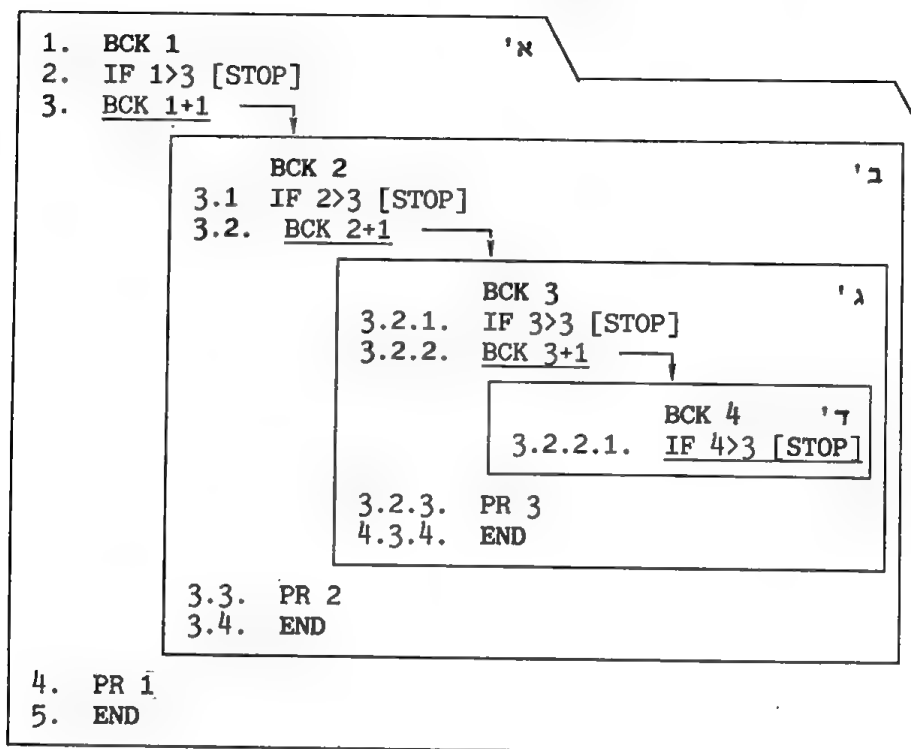 1. BCK 1 א'
2. IF 1>3 [STOP]
3. BCK 1+1
BCK 2 ב'
3.1 IF 2>3 [STOP]
3.2. BCK 2+1
BCK 3 ג'
3.2.1. IF 3>3 [STOP]
3.2.2. BCK 3+1
BCK 4 ד'
3.2.2.1. IF 4>3 [STOP]
3.2.3. PR 3
4.3.4. END
3.3. PR 2
3.4. END
4. PR 1
5. END